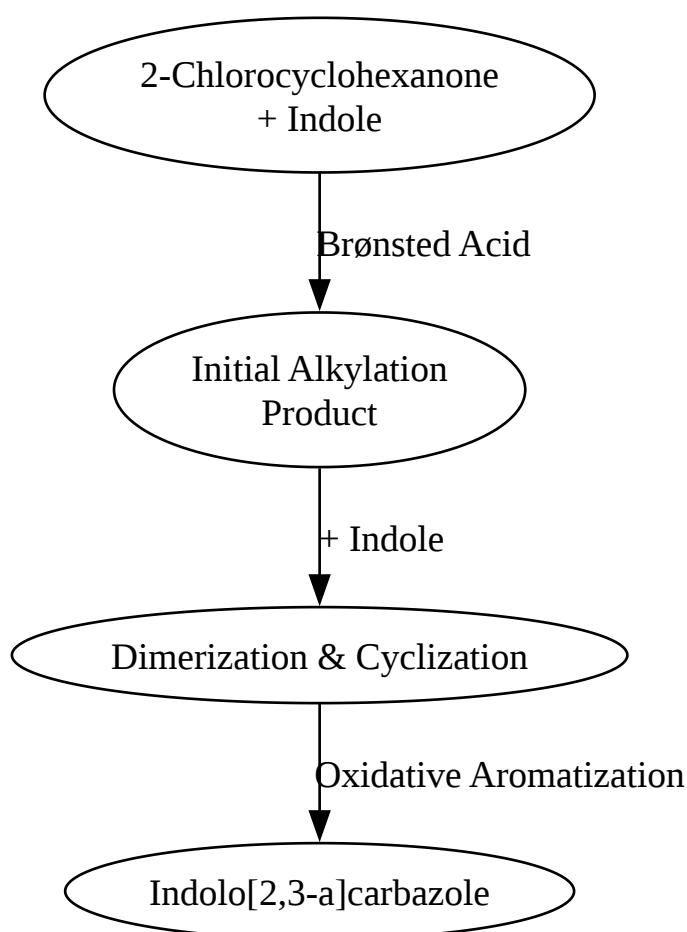 2-Chlorocyclohexanone
+ Indole
Brønsted Acid
Initial Alkylation
Product
+ Indole
Dimerization & Cyclization
Oxidative Aromatization
Indolo[2,3-a]carbazole